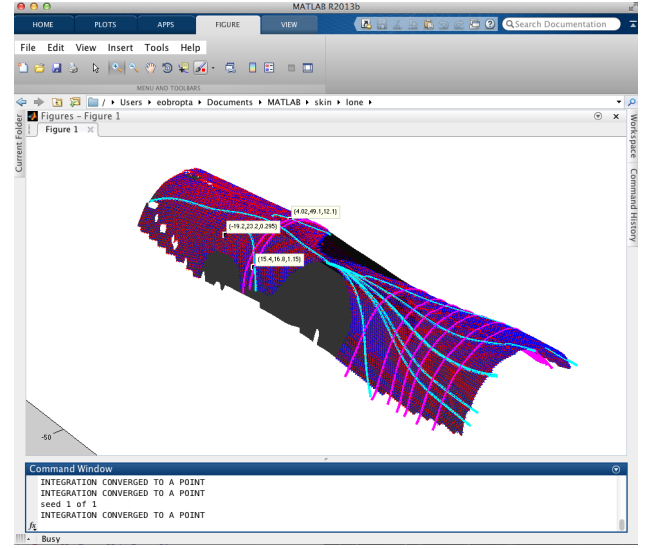 MATLAB R2013b
HOME PLOTS APPS FIGURE VIEW Search Documentation
File Edit View Insert Tools Help
MENU AND TOOLBARS
/ Users eobropta Documents MATLAB skin lone
Current Folder
Figures – Figure 1
Figure 1
Workspace
Command History
(4.02,49.1,12.1)
(-19.2,23.2,0.295)
(15.4,16.8,1.15)
-50
Command Window
INTEGRATION CONVERGED TO A POINT
INTEGRATION CONVERGED TO A POINT
seed 1 of 1
INTEGRATION CONVERGED TO A POINT
fx
Busy